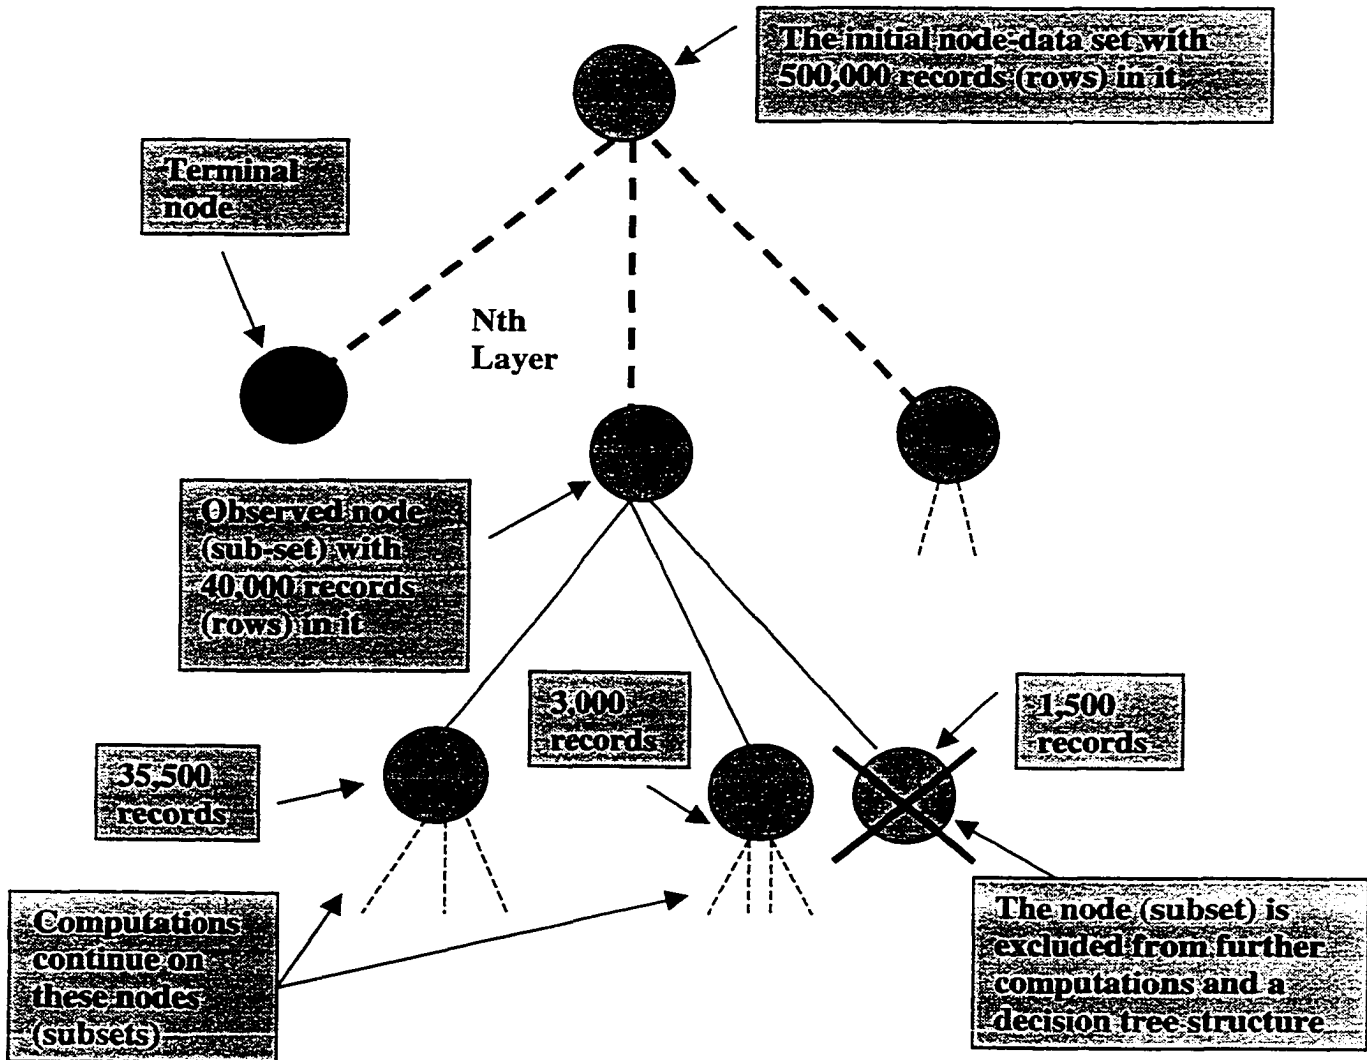 The initial node-data set with
500,000 records (rows) in it
Terminal
node
Nth
Layer
Observed node
(sub-set) with
40,000 records
(rows) in it
3,000
records
1,500
records
35,500
records
Computations
continue on
these nodes
(subsets)
The node (subset) is
excluded from further
computations and a
decision tree structure